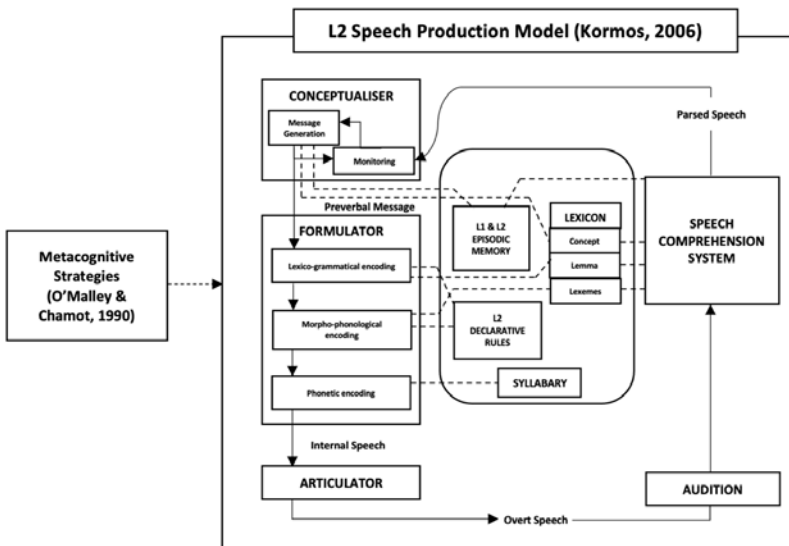 L2 Speech Production Model (Kormos, 2006)
CONCEPTUALISER
Message
Generation
Monitoring
Parsed Speech
Preverbal Message
FORMULATOR
Lexico-grammatical encoding
Morpho-phonological
encoding
Phonetic encoding
Internal Speech
ARTICULATOR
Overt Speech
L1 & L2
EPISODIC
MEMORY
LEXICON
Concept
Lemma
Lexemes
L2
DECLARATIVE
RULES
SYLLABARY
SPEECH
COMPREHENSION
SYSTEM
AUDITION
Metacognitive
Strategies
(O’Malley &
Chamot, 1990)